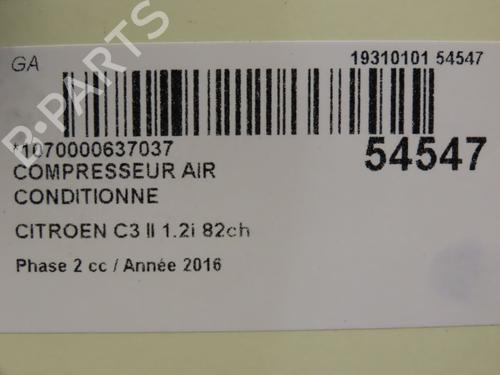 GA
19310101 54547
*1070000637037
54547
COMPRESSEUR AIR
CONDITIONNE
CITROEN C3 II 1.2i 82ch
Phase 2 cc / Année 2016
B-PARTS